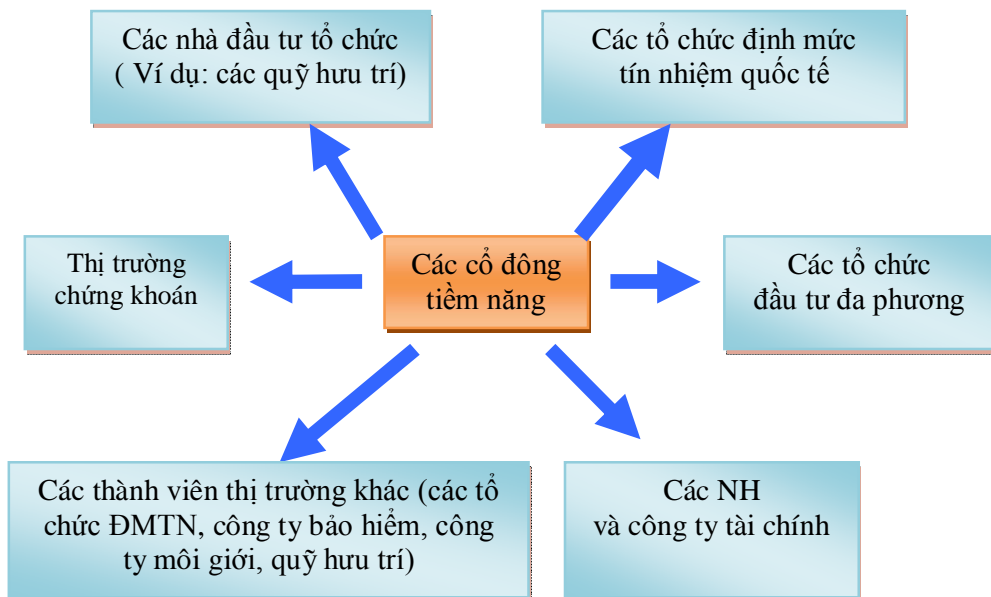 Các nhà đầu tư tổ chức
( Ví dụ: các quỹ hưu trí)
Các tổ chức định mức
tín nhiệm quốc tế
Thị trường
chứng khoán
Các cổ đông
tiềm năng
Các tổ chức
đầu tư đa phương
Các thành viên thị trường khác (các tổ
chức ĐMTN, công ty bảo hiểm, công
ty môi giới, quỹ hưu trí)
Các NH
và công ty tài chính